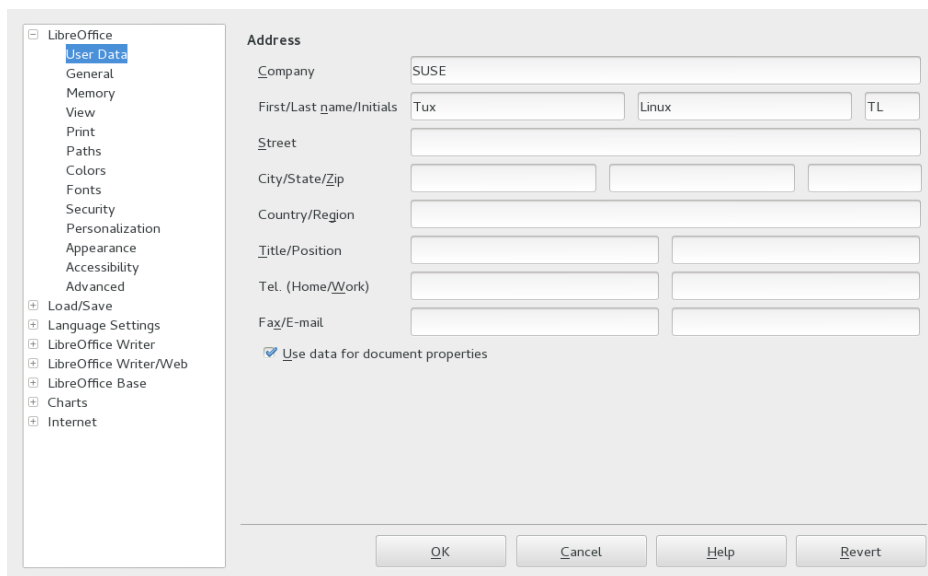 LibreOffice
User Data
General
Memory
View
Print
Paths
Colors
Fonts
Security
Personalization
Appearance
Accessibility
Advanced
Load/Save
Language Settings
LibreOffice Writer
LibreOffice Writer/Web
LibreOffice Base
Charts
Internet
Address
Company SUSE
First/Last name/Initials Tux Linux TL
Street
City/State/Zip
Country/Region
Title/Position
Tel. (Home/Work)
Fax/E-mail
Use data for document properties
OK Cancel Help Revert